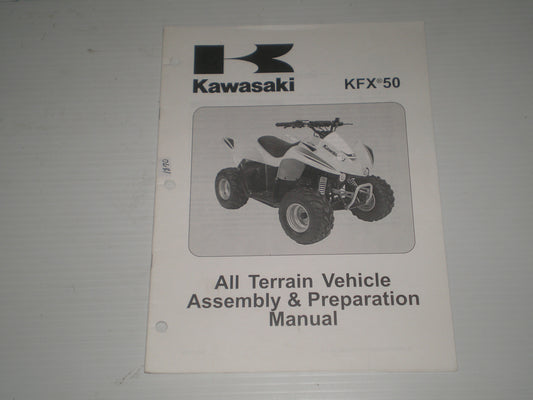 Kawasaki
KFX®50
All Terrain Vehicle
Assembly & Preparation
Manual